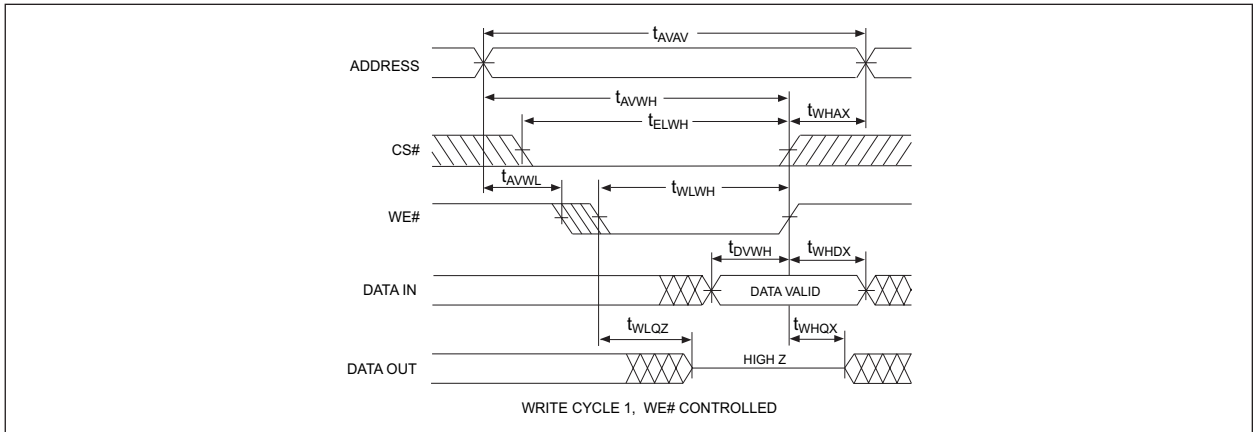 tAVAV
ADDRESS
tAVWH
tWHAX
tELWH
CS#
tAVWL
tWLWH
WE#
tDVWH
tWHDX
DATA IN
DATA VALID
tWLQZ
tWHQX
DATA OUT
HIGH Z
WRITE CYCLE 1, WE# CONTROLLED